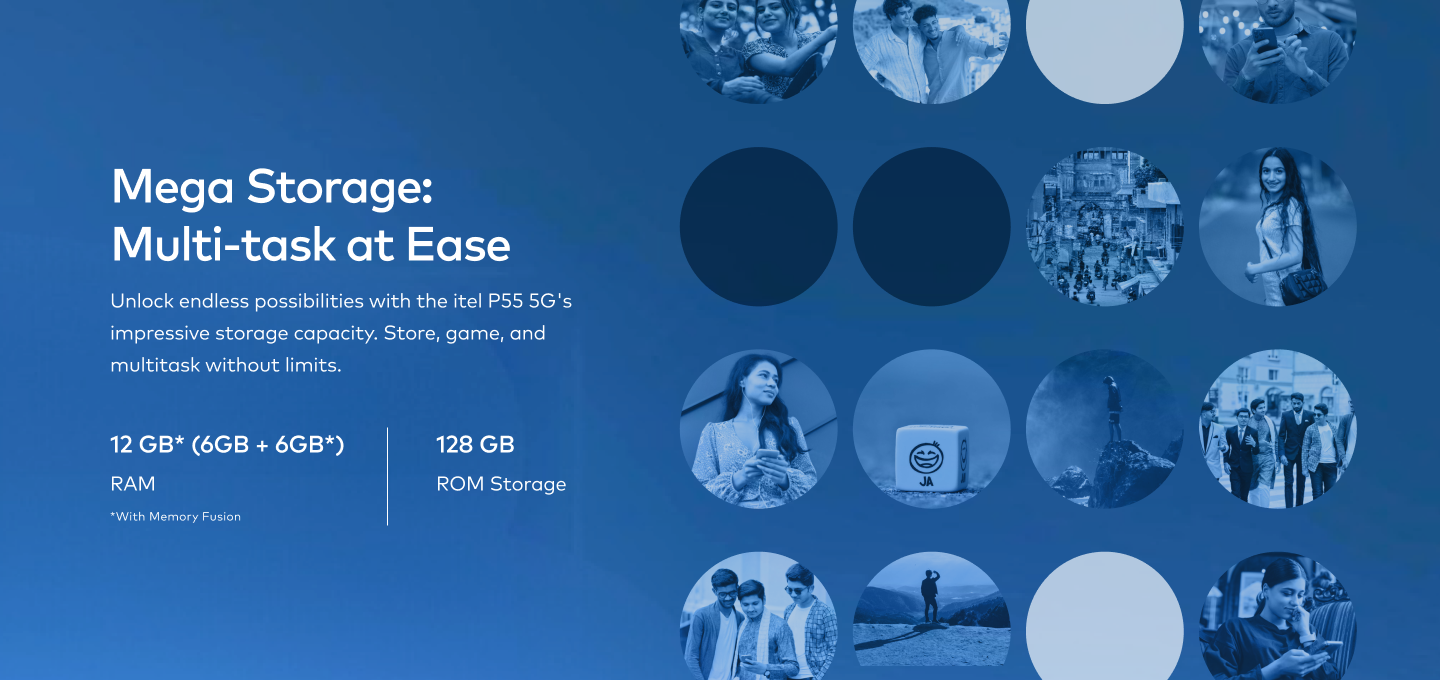 Mega Storage:
Multi-task at Ease
Unlock endless possibilities with the itel P55 5G's
impressive storage capacity. Store, game, and
multitask without limits.
12 GB* (6GB + 6GB*)
RAM
*With Memory Fusion
128 GB
ROM Storage
JA